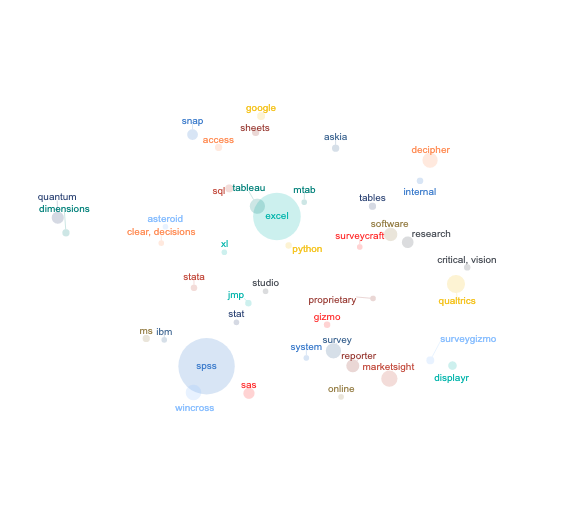 google
snap
sheets
access
askia
decipher
sql
tableau
mtab
internal
quantum
tables
dimensions
excel
asteroid
software
clear, decisions
surveycraft
research
xl
python
critical, vision
stata
studio
jmp
proprietary
qualtrics
stat
gizmo
ms
ibm
system
survey
surveygizmo
reporter
spss
marketsight
displayr
sas
online
wincross